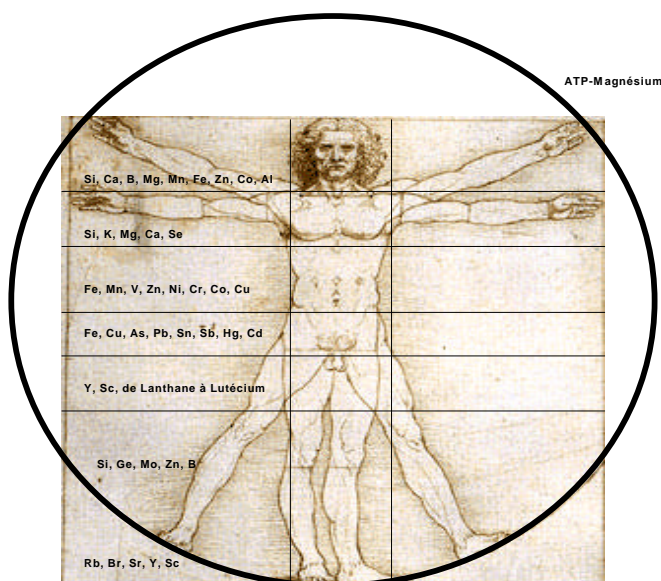 ATP-Magnésium
Si, Ca, B, Mg, Mn, Fe, Zn, Co, Al
Si, K, Mg, Ca, Se
Fe, Mn, V, Zn, Ni, Cr, Co, Cu
Fe, Cu, As, Pb, Sn, Sb, Hg, Cd
Y, Sc, de Lanthane à Lutécium
Si, Ge, Mo, Zn, B
Rb, Br, Sr, Y, Sc